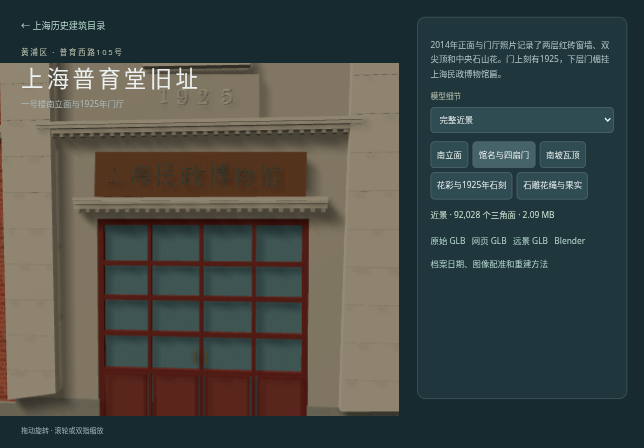 ← 上海历史建筑目录
黄浦区 · 普育西路105号
上海普育堂旧址
一号楼南立面与1925年门厅
1925
上海民政博物馆
拖动旋转 · 滚轮或双指缩放
2014年正面与门厅照片记录了两层红砖窗墙、双
尖顶和中央石山花。门上刻有1925，下层门楣挂
上海民政博物馆匾。
模型细节
完整近景
南立面
馆名与四扇门
南坡瓦顶
花彩与1925年石刻
石雕花绳与果实
近景 · 92,028 个三角面 · 2.09 MB
原始 GLB 网页 GLB 远景 GLB Blender
档案日期、图像配准和重建方法